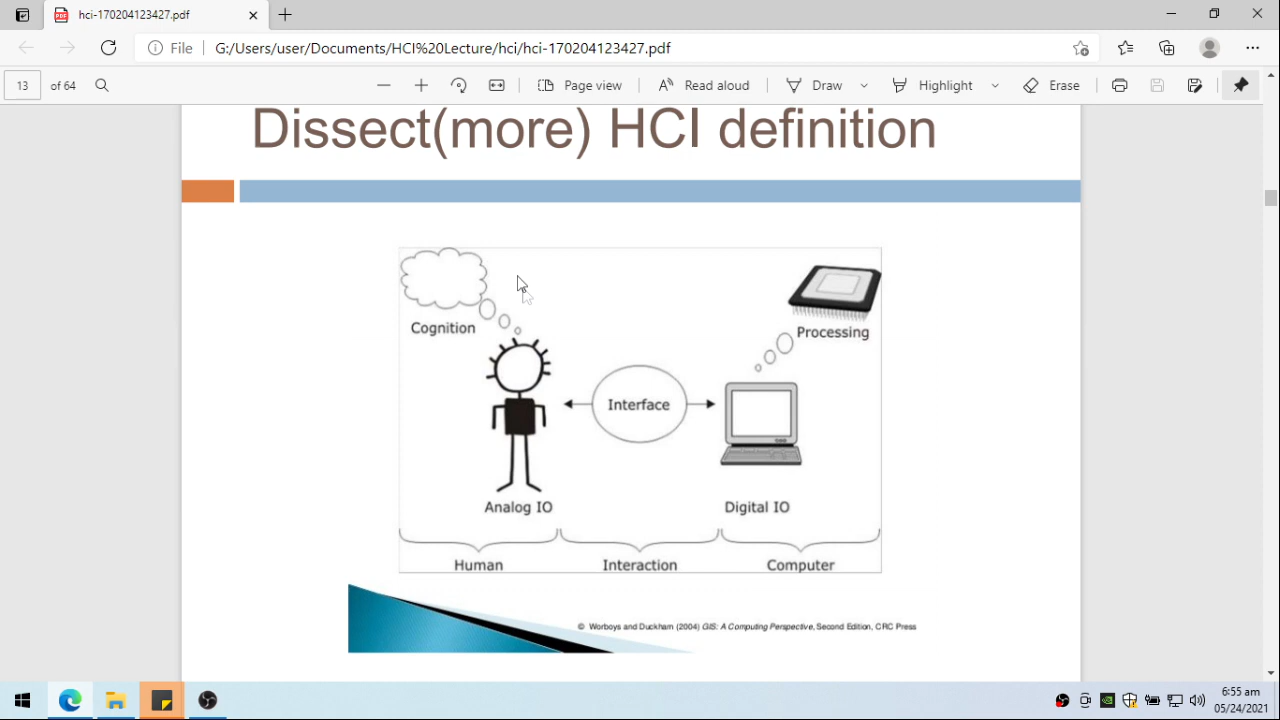 hci-170204123427.pdf
File G:/Users/user/Documents/HCI%20Lecture/hci/hci-170204123427.pdf
13 of 64 Page view Read aloud Draw Highlight Erase
Dissect(more) HCI definition
Cognition
Processing
Interface
Analog IO Digital IO
Human Interaction Computer
© Worboys and Duckham (2004) GIS: A Computing Perspective, Second Edition, CRC Press
6:55 am
05/24/2021